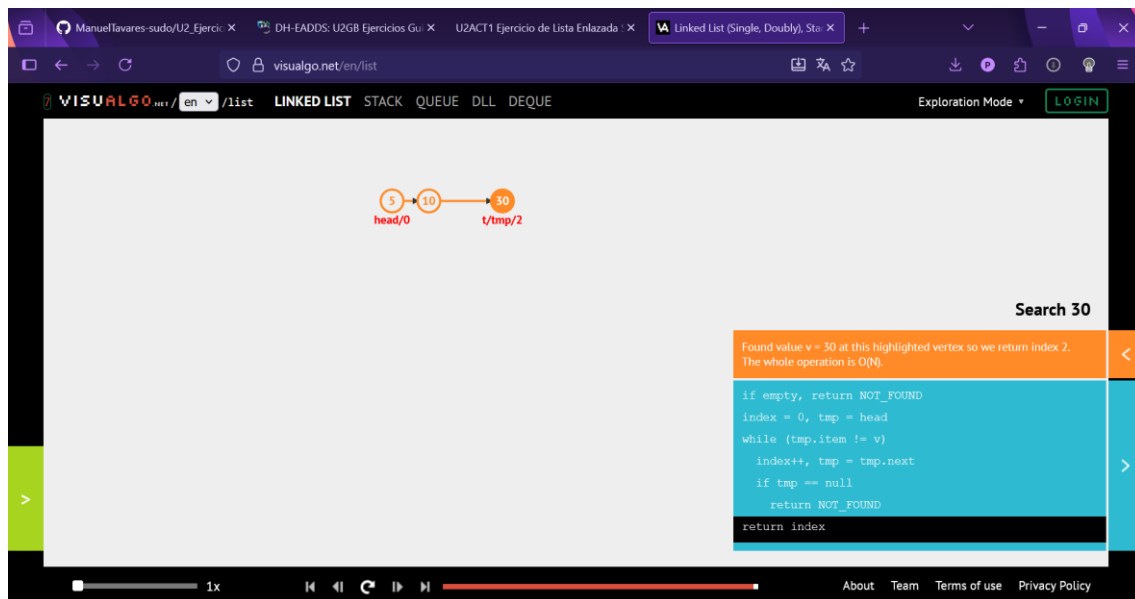 ManuelTavares-sudo/U2_Ejercic
DH-EADDS: U2GB Ejercicios Gui
U2ACT1 Ejercicio de Lista Enlazada S
Linked List (Single, Doubly), Stac
visualgo.net/en/list
7 VISUALGO.NET/ en /list LINKED LIST STACK QUEUE DLL DEQUE Exploration Mode LOGIN
5 10 30
head/0 t/tmp/2
Search 30
Found value v = 30 at this highlighted vertex so we return index 2.
The whole operation is O(N).
if empty, return NOT_FOUND
index = 0, tmp = head
while (tmp.item != v)
index++, tmp = tmp.next
if tmp == null
return NOT_FOUND
return index
1x About Team Terms of use Privacy Policy